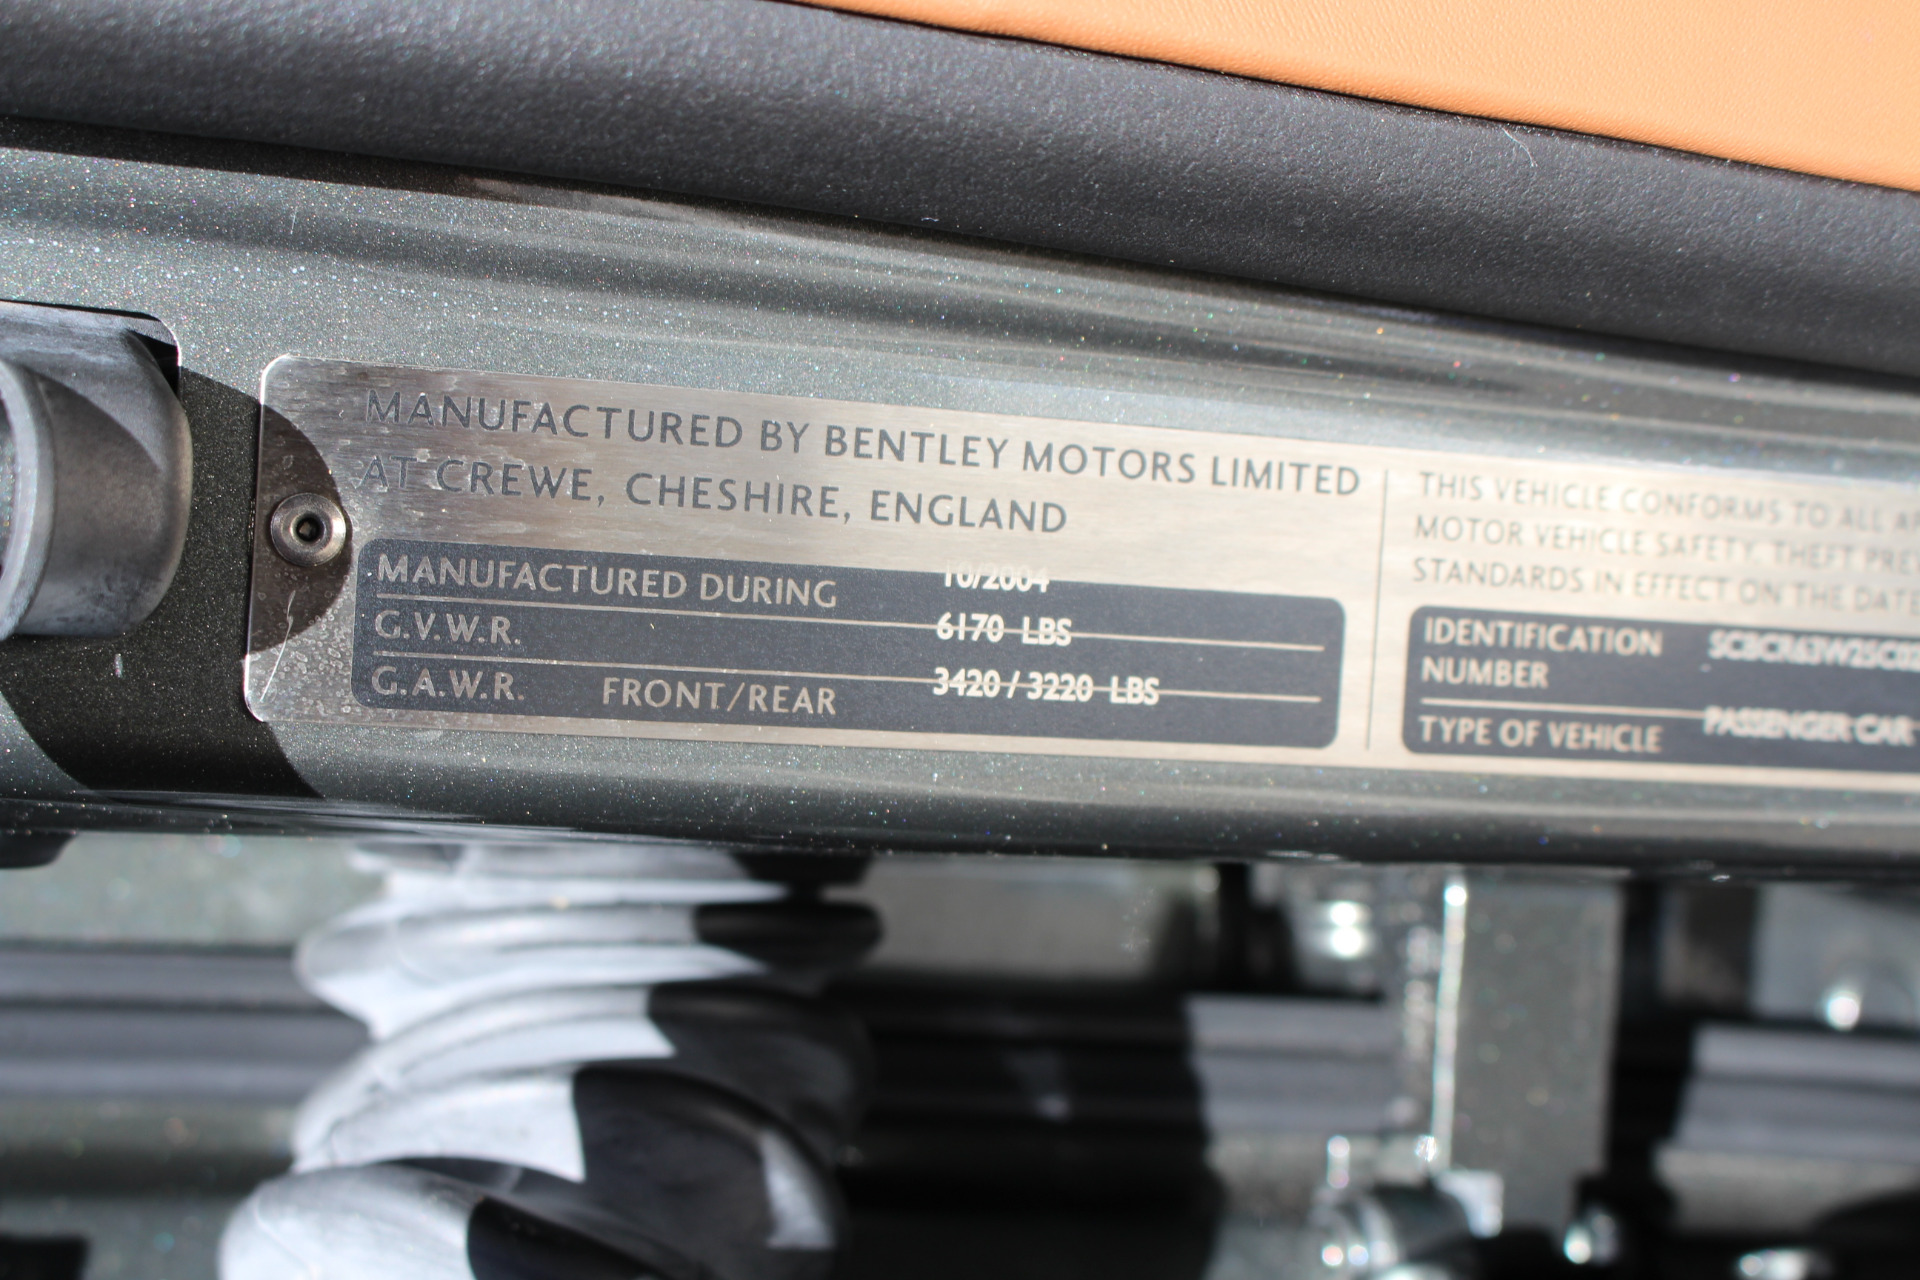 MANUFACTURED BY BENTLEY MOTORS LIMITED
AT CREWE, CHESHIRE, ENGLAND
MANUFACTURED DURING 10/2004
G.V.W.R. 6170 LBS
G.A.W.R. FRONT/REAR 3420 / 3220 LBS
THIS VEHICLE CONFORMS TO ALL
MOTOR VEHICLE SAFETY, THEFT
STANDARDS IN EFFECT ON THE DATE
IDENTIFICATION
NUMBER
TYPE OF VEHICLE PASSENGER CAR